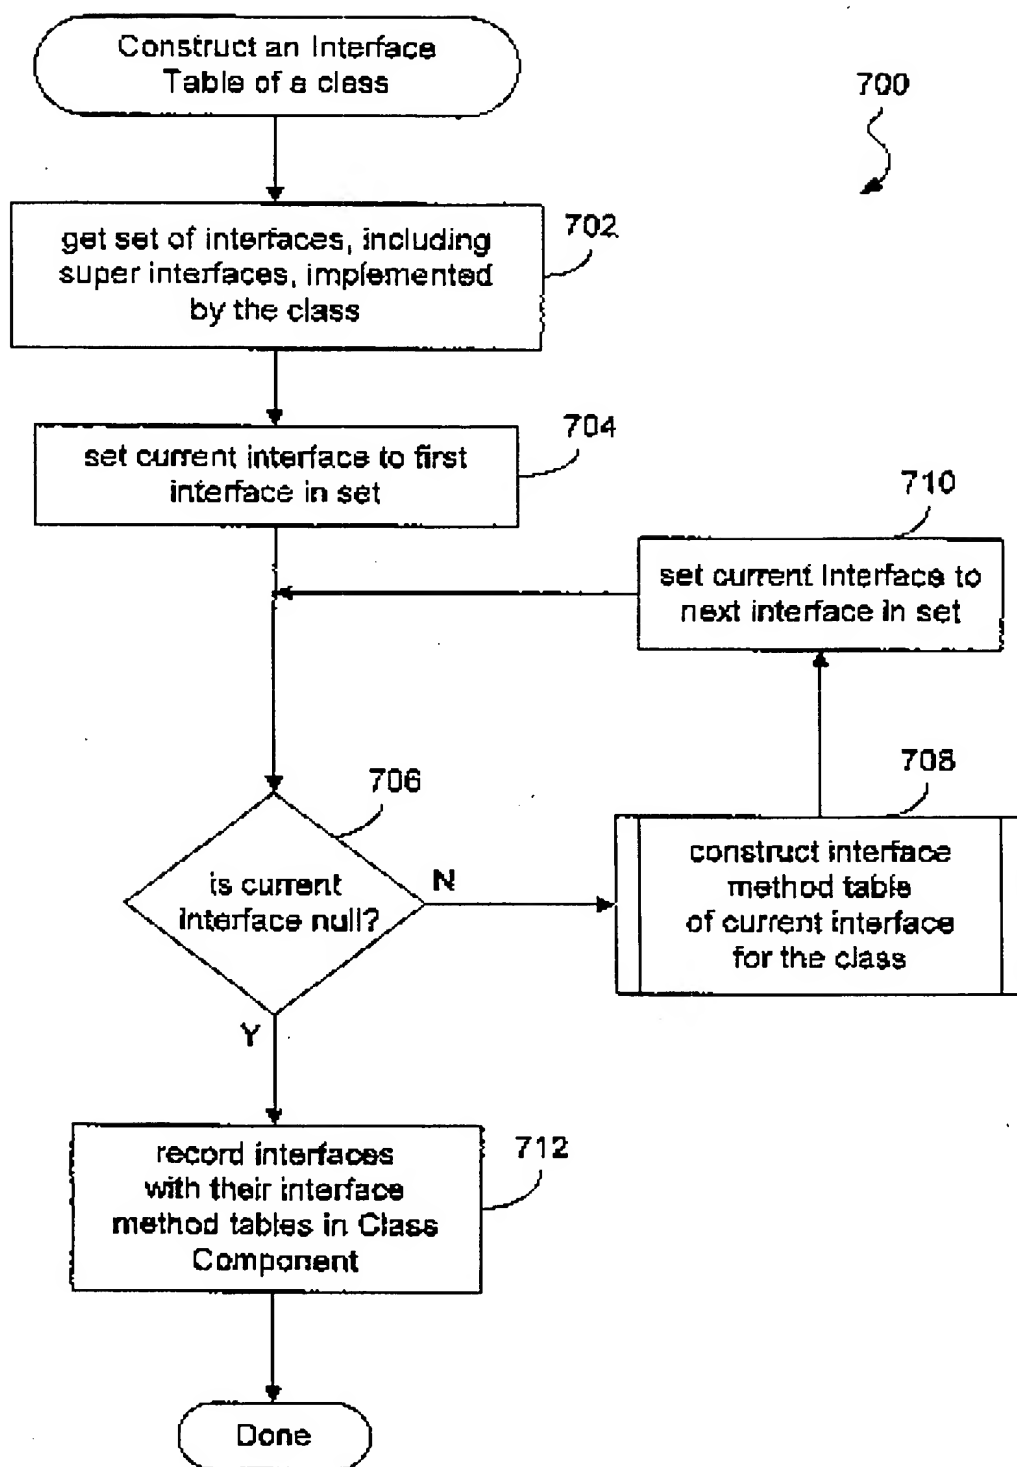 Construct an Interface
Table of a class
700
702
get set of interfaces, including
super interfaces, implemented
by the class
704
set current interface to first
interface in set
710
set current Interface to
next interface in set
706
is current
Interface null?
N
708
construct interface
method table
of current interface
for the class
Y
712
record interfaces
with their interface
method tables in Class
Component
Done